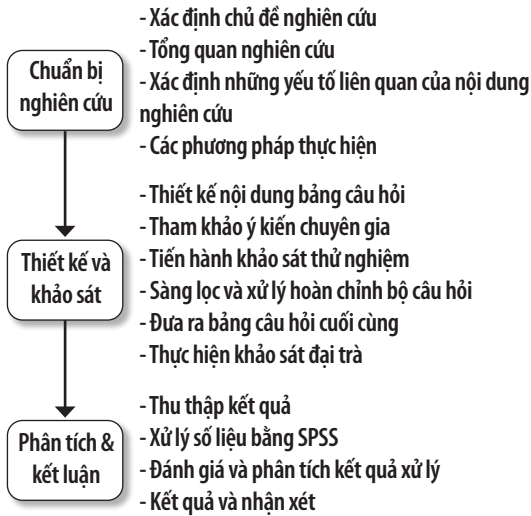 - Xác định chủ đề nghiên cứu
- Tổng quan nghiên cứu
- Xác định những yếu tố liên quan của nội dung
nghiên cứu
- Các phương pháp thực hiện
Chuẩn bị
nghiên cứu
- Thiết kế nội dung bảng câu hỏi
- Tham khảo ý kiến chuyên gia
- Tiến hành khảo sát thử nghiệm
- Sàng lọc và xử lý hoàn chỉnh bộ câu hỏi
- Đưa ra bảng câu hỏi cuối cùng
- Thực hiện khảo sát đại trà
Thiết kế và
khảo sát
- Thu thập kết quả
- Xử lý số liệu bằng SPSS
- Đánh giá và phân tích kết quả xử lý
- Kết quả và nhận xét
Phân tích &
kết luận